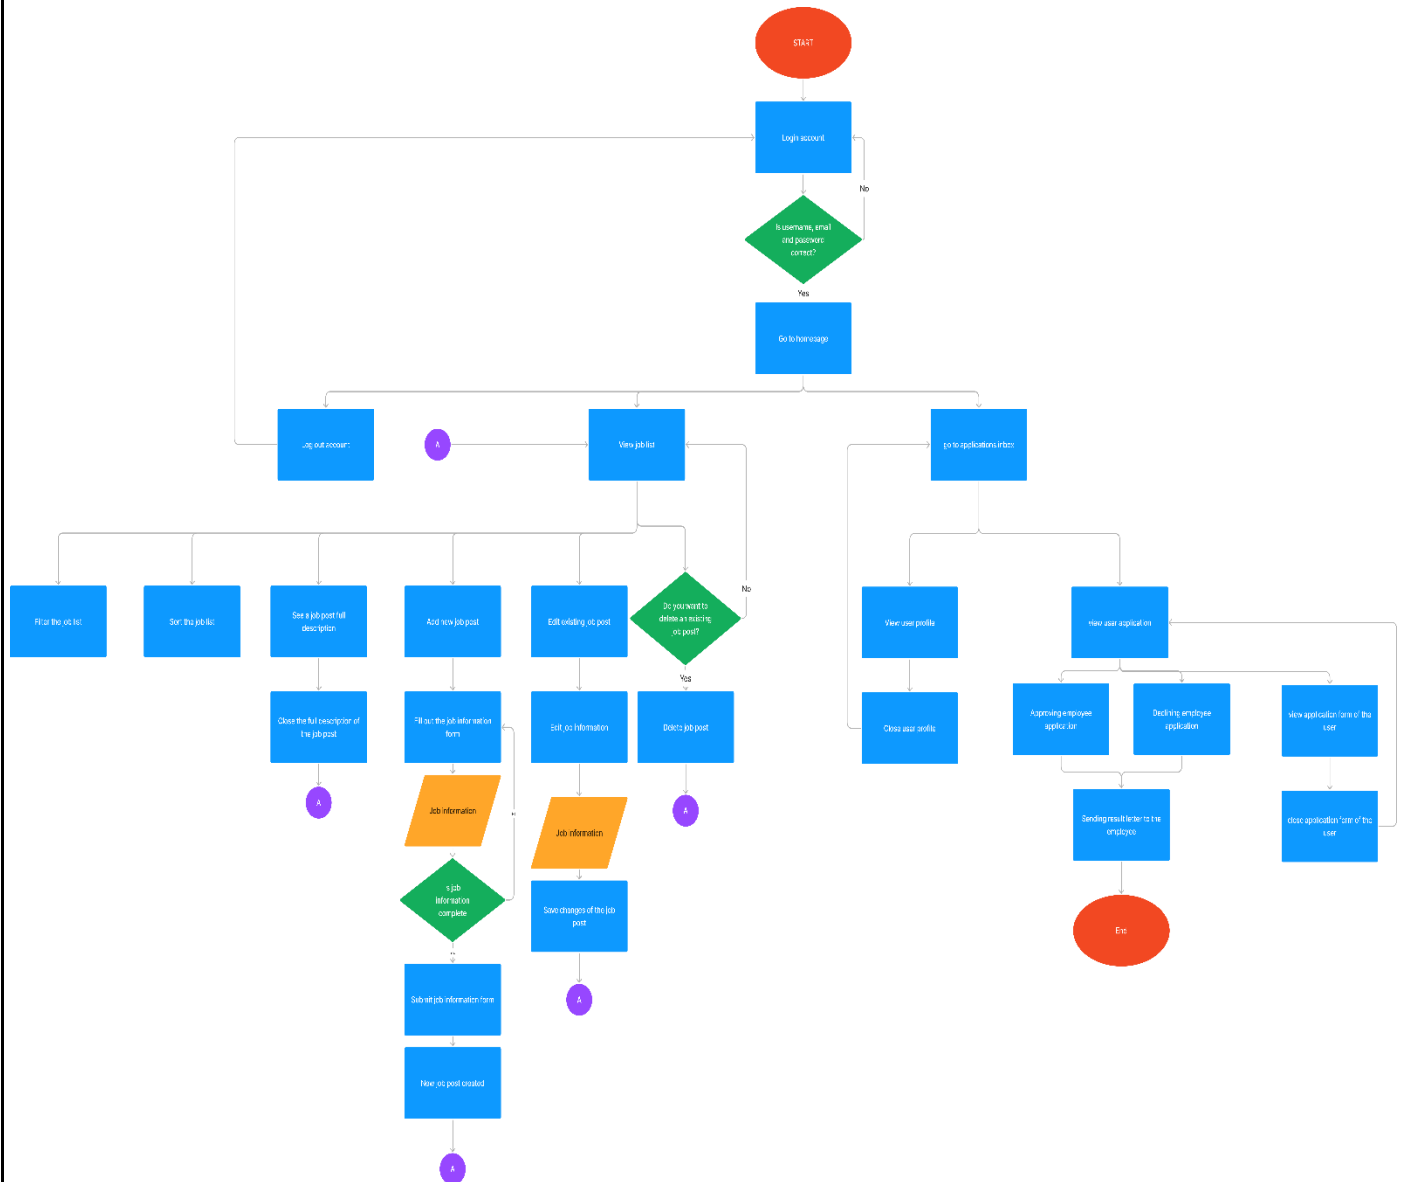 START
Login account
No
Is username, email
and password
correct?
Yes
Go to homepage
Log out account
A
View job list
go to applications inbox
No
Filter the job list
Sort the job list
See a job post full
description
Add new job post
Edit existing job post
Do you want to
delete an existing
job post?
View user profile
view user application
Yes
Close the full description of
the job post
Fill out the job information
form
Edit job information
Delete job post
Close user profile
Approving employee
application
Declining employee
application
view application form of the
user
A
Job information
Job information
A
Sending result letter to the
employee
close application form of the
user
Is job
information
complete
Save changes of the job
post
End
Submit job information form
A
New job post created
A